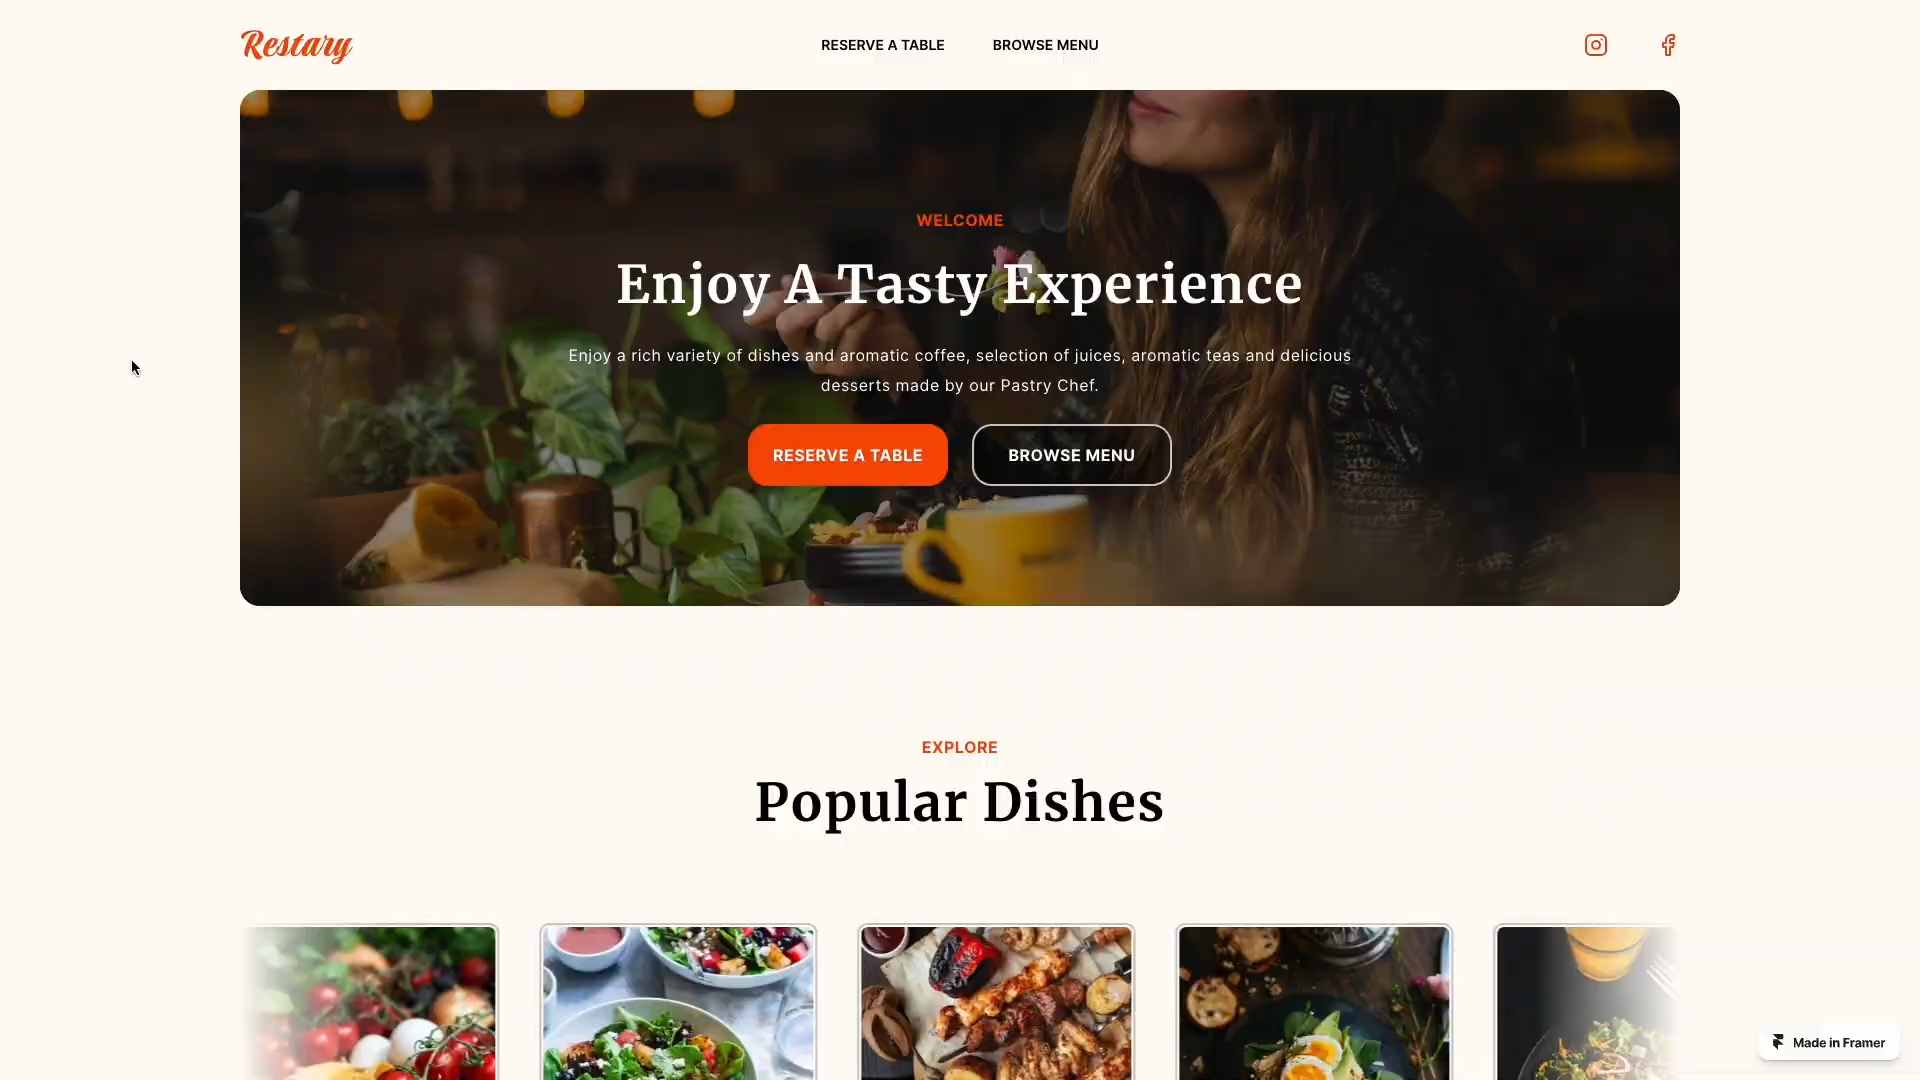 Restary
RESERVE A TABLE
BROWSE MENU
WELCOME
Enjoy A Tasty Experience
Enjoy a rich variety of dishes and aromatic coffee, selection of juices, aromatic teas and delicious
desserts made by our Pastry Chef.
RESERVE A TABLE
BROWSE MENU
EXPLORE
Popular Dishes
Made in Framer